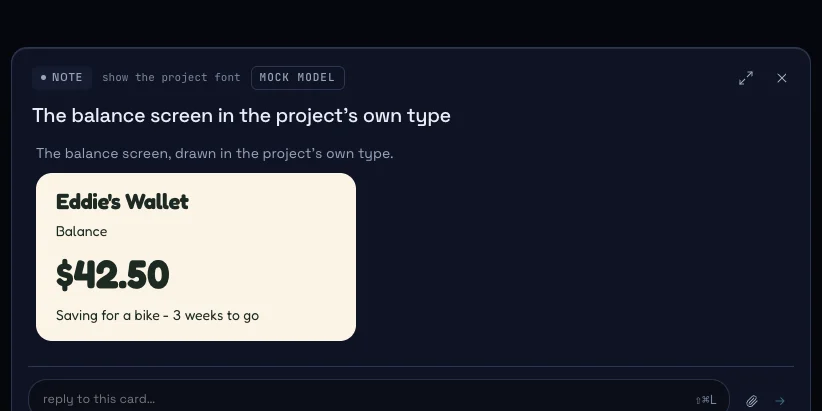 NOTE show the project font MOCK MODEL
The balance screen in the project's own type
The balance screen, drawn in the project's own type.
Eddie's Wallet
Balance
$42.50
Saving for a bike - 3 weeks to go
reply to this card... ⇧⌘L